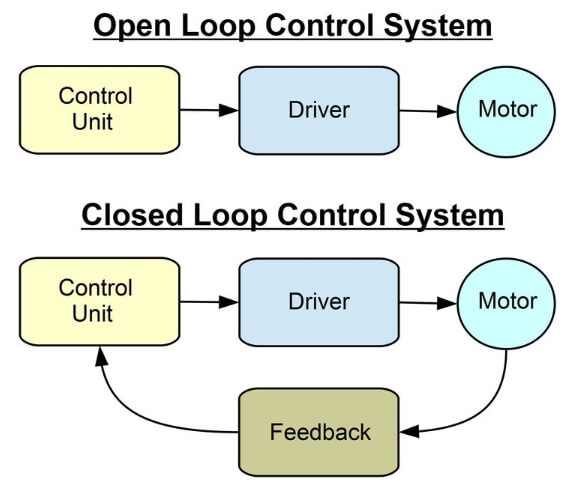 Open Loop Control System
Control
Unit
Driver
Motor
Closed Loop Control System
Control
Unit
Driver
Motor
Feedback